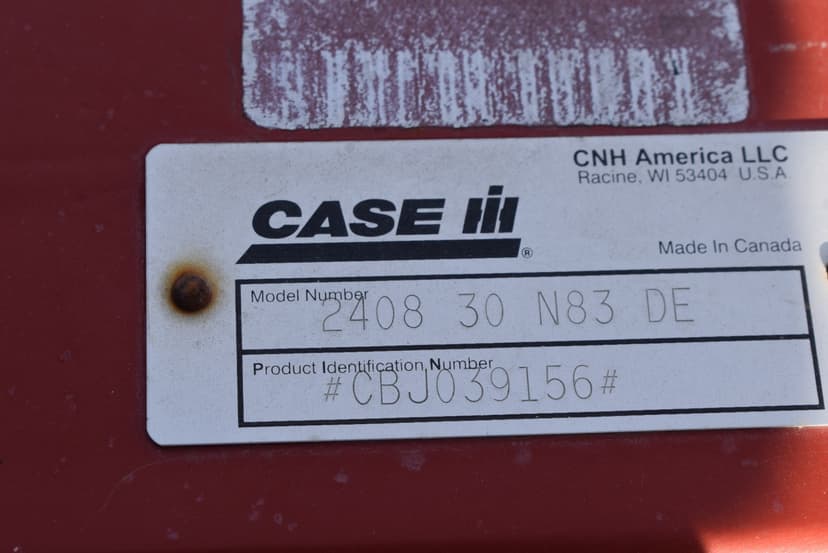 CNH America LLC
Racine, WI 53404 U.S.A.
CASE IH®
Made In Canada
Model Number
2408 30 N83 DE
Product Identification Number
#CBJ039156#